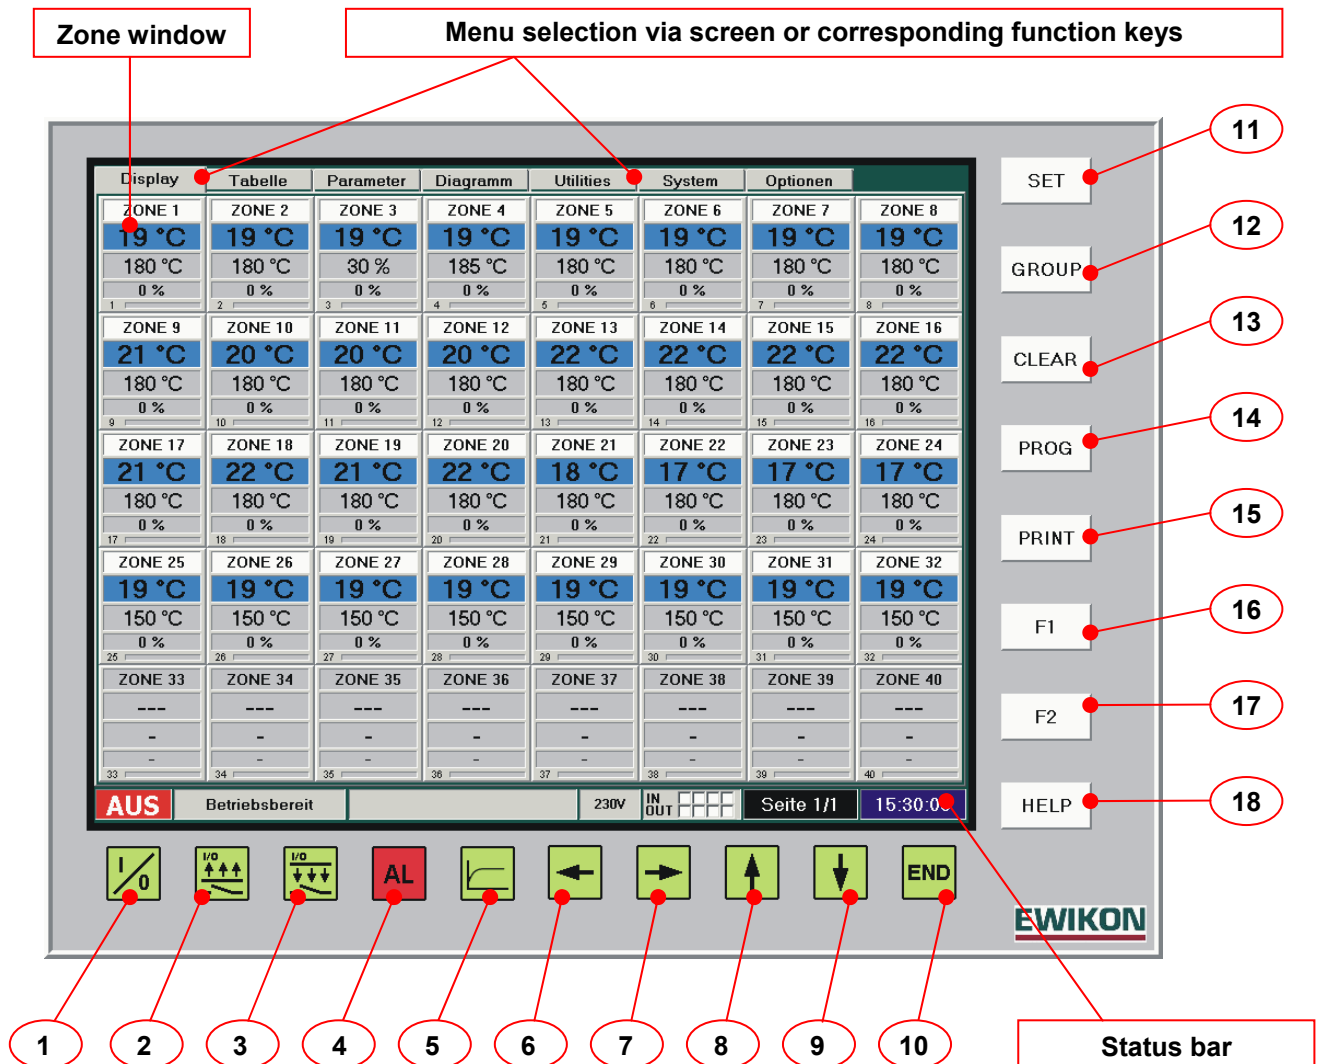 Zone window
Menu selection via screen or corresponding function keys
11
Display Tabelle Parameter Diagramm Utilities System Optionen
SET
ZONE 1 ZONE 2 ZONE 3 ZONE 4 ZONE 5 ZONE 6 ZONE 7 ZONE 8
19 °C 19 °C 19 °C 19 °C 19 °C 19 °C 19 °C 19 °C
12
180 °C 180 °C 30 % 185 °C 180 °C 180 °C 180 °C 180 °C
GROUP
0 % 0 % 0 % 0 % 0 % 0 % 0 % 0 %
1 2 3 4 5 6 7 8
13
ZONE 9 ZONE 10 ZONE 11 ZONE 12 ZONE 13 ZONE 14 ZONE 15 ZONE 16
21 °C 20 °C 20 °C 20 °C 22 °C 22 °C 22 °C 22 °C
CLEAR
180 °C 180 °C 180 °C 180 °C 180 °C 180 °C 180 °C 180 °C
0 % 0 % 0 % 0 % 0 % 0 % 0 % 0 %
9 10 11 12 13 14 15 16
14
ZONE 17 ZONE 18 ZONE 19 ZONE 20 ZONE 21 ZONE 22 ZONE 23 ZONE 24
PROG
21 °C 22 °C 21 °C 22 °C 18 °C 17 °C 17 °C 17 °C
180 °C 180 °C 180 °C 180 °C 180 °C 180 °C 180 °C 180 °C
15
0 % 0 % 0 % 0 % 0 % 0 % 0 % 0 %
17 18 19 20 21 22 23 24
PRINT
ZONE 25 ZONE 26 ZONE 27 ZONE 28 ZONE 29 ZONE 30 ZONE 31 ZONE 32
19 °C 19 °C 19 °C 19 °C 19 °C 19 °C 19 °C 19 °C
16
150 °C 150 °C 150 °C 150 °C 150 °C 150 °C 150 °C 150 °C
F1
0 % 0 % 0 % 0 % 0 % 0 % 0 % 0 %
25 26 27 28 29 30 31 32
ZONE 33 ZONE 34 ZONE 35 ZONE 36 ZONE 37 ZONE 38 ZONE 39 ZONE 40
--- --- --- --- --- --- --- ---
17
F2
- - - - - - - -
- - - - - - - -
33 34 35 36 37 38 39 40
AUS Betriebsbereit 230V IN OUT Seite 1/1
HELP
18
I/0 I/O I/O AL END
EWIKON
1 2 3 4 5 6 7 8 9 10
Status bar